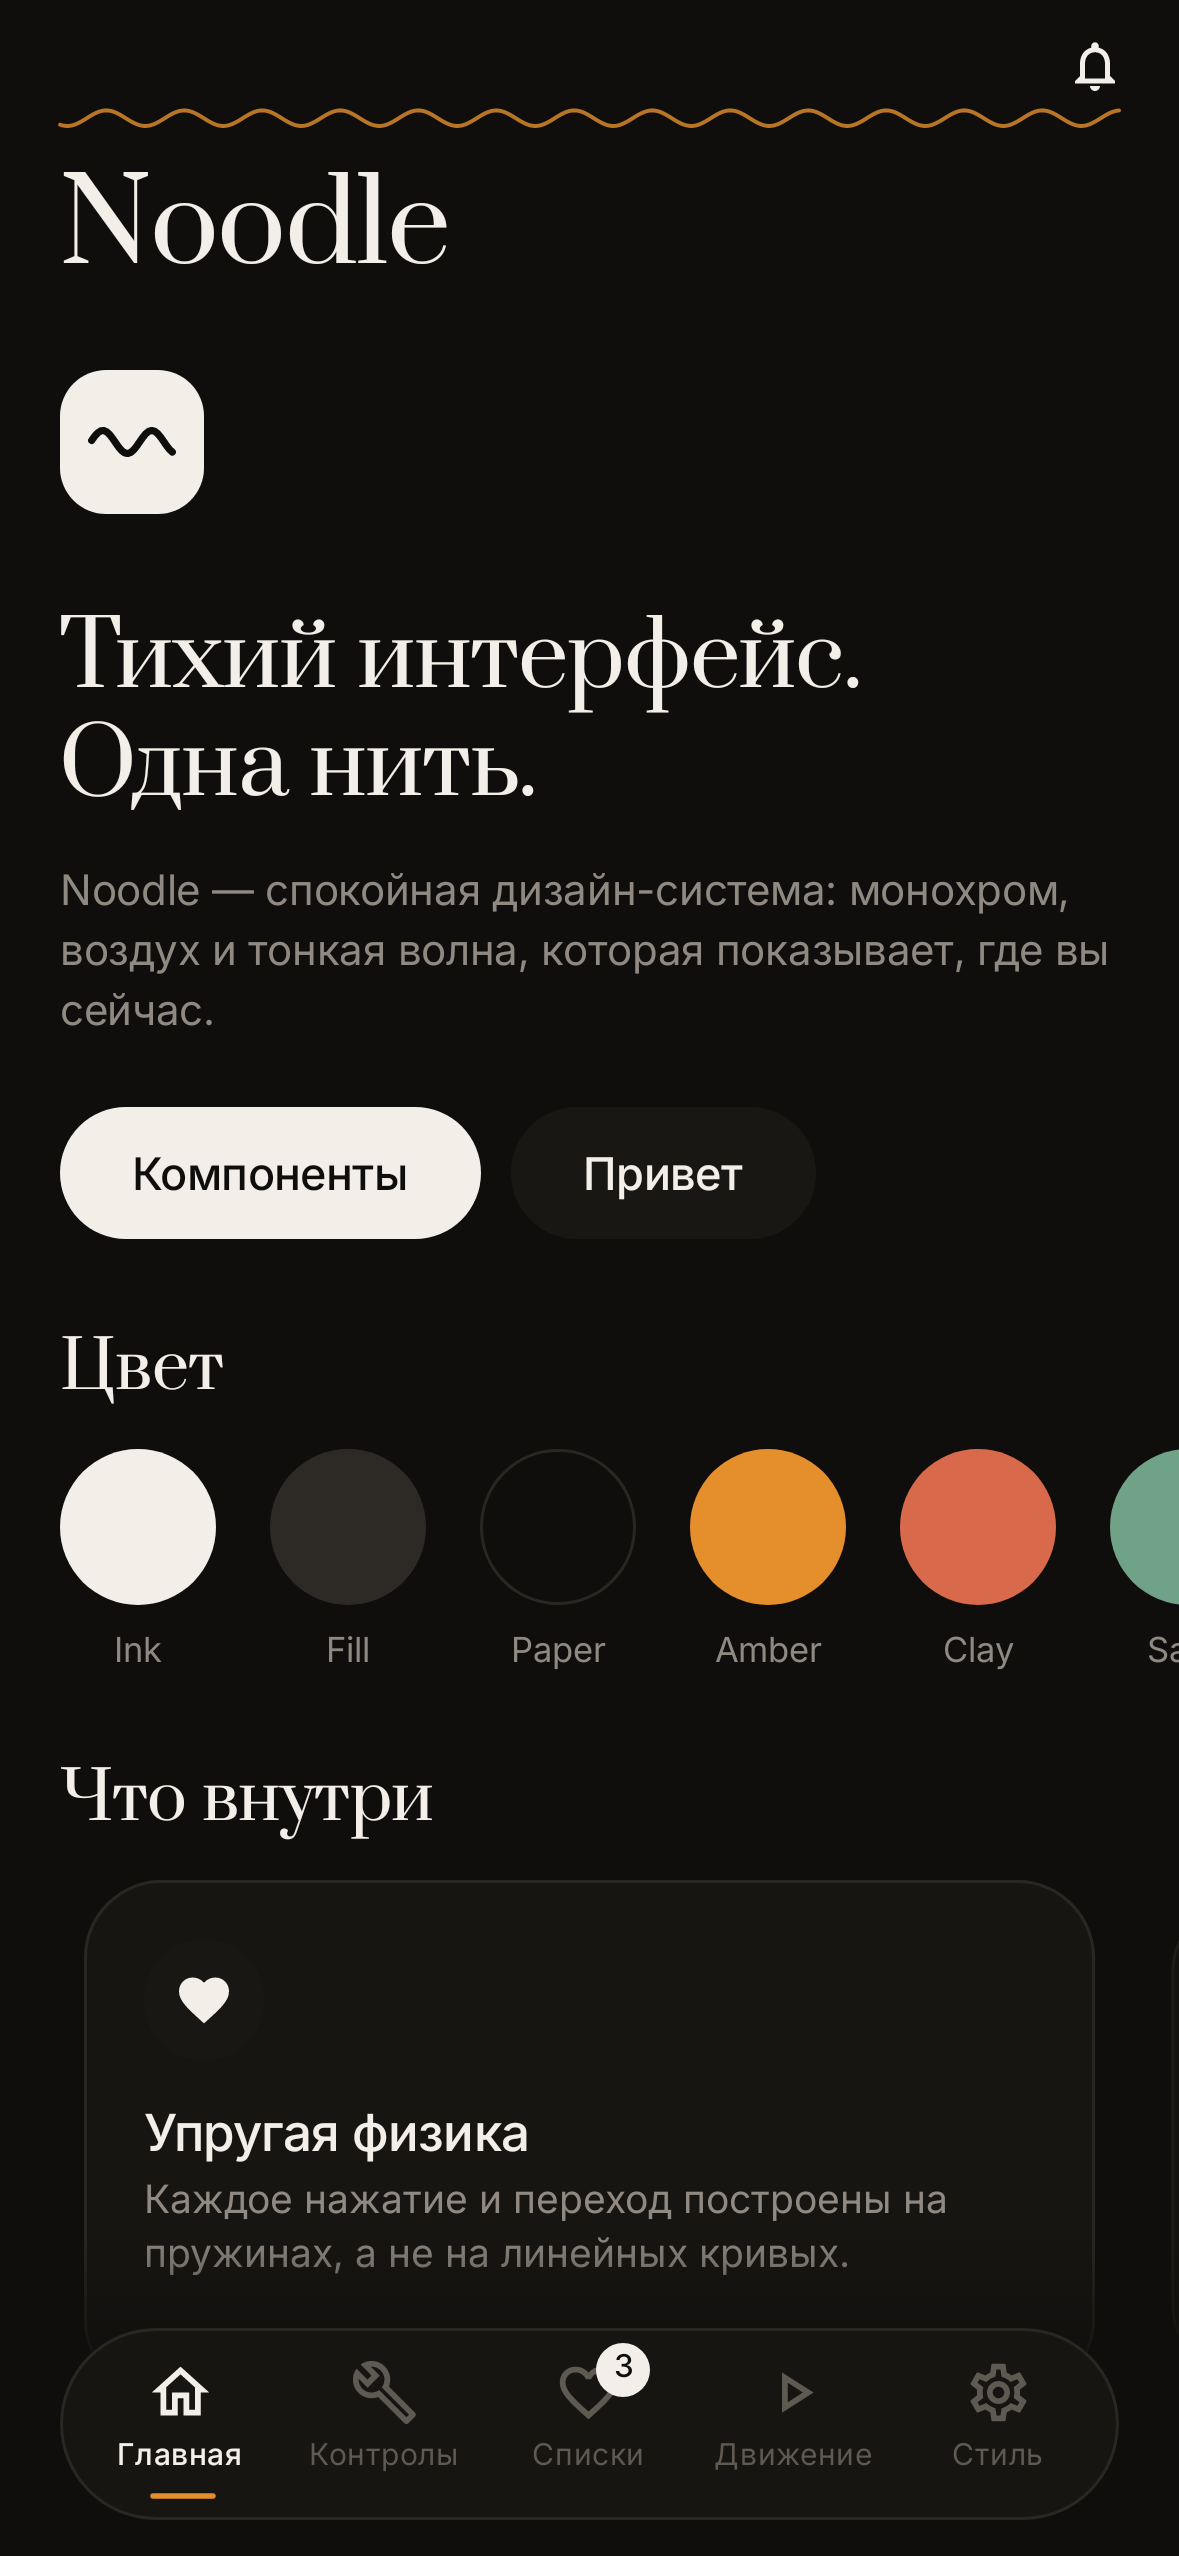 Noodle
Тихий интерфейс.
Одна нить.
Noodle — спокойная дизайн-система: монохром,
воздух и тонкая волна, которая показывает, где вы
сейчас.
Компоненты
Привет
Цвет
Ink
Fill
Paper
Amber
Clay
Sa
Что внутри
Упругая физика
Каждое нажатие и переход построены на
пружинах, а не на линейных кривых.
3
Главная
Контролы
Списки
Движение
Стиль